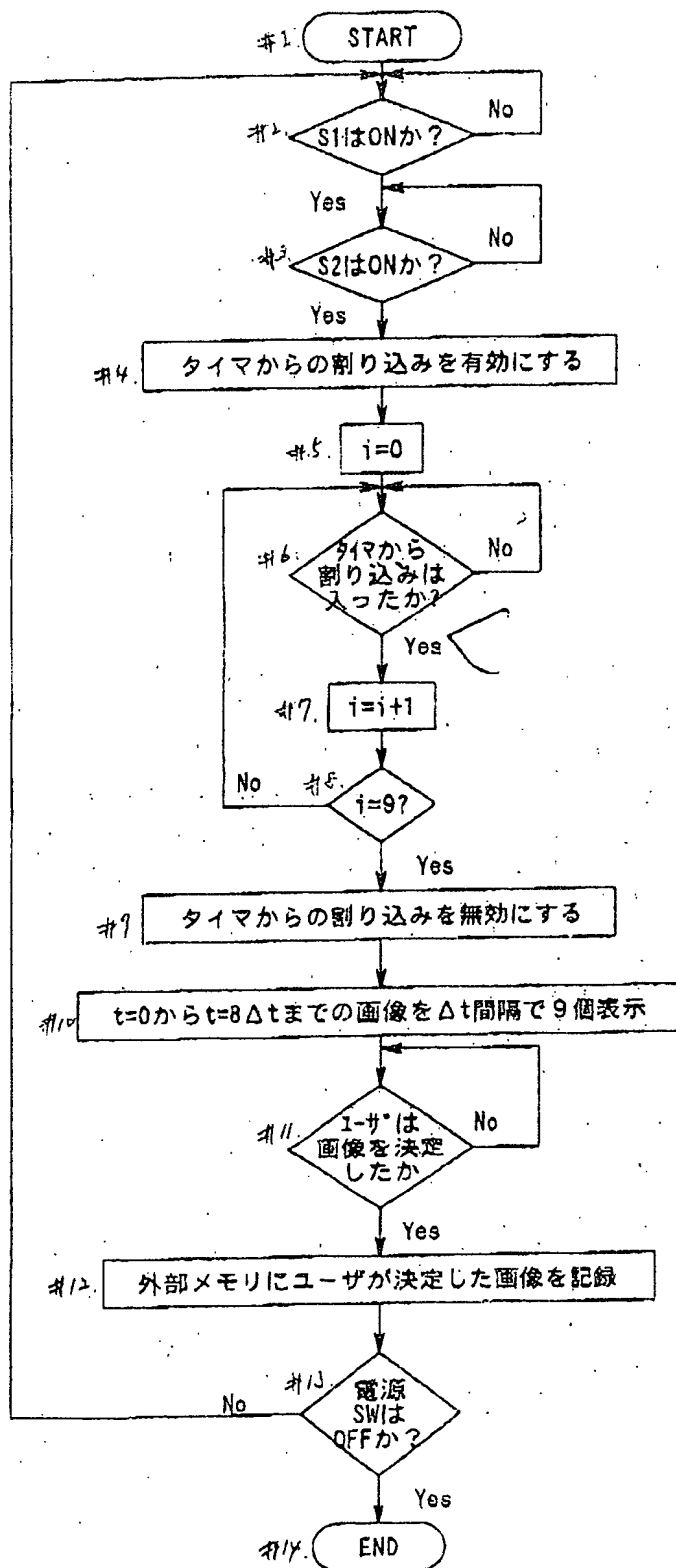 #1. START
No
#2. S1はONか?
Yes
No
#3. S2はONか?
Yes
#4. タイマからの割り込みを有効にする
#5. i=0
#6. タイマから
割り込みは
入ったか?
No
Yes
#7. i=i+1
No
#8. i=9?
Yes
#9 タイマからの割り込みを無効にする
#10 t=0からt=8Δtまでの画像をΔt間隔で9個表示
#11. ユーザは
画像を決定
したか
No
Yes
#12. 外部メモリにユーザが決定した画像を記録
#13. 電源
SWは
OFFか?
No
Yes
#14. END